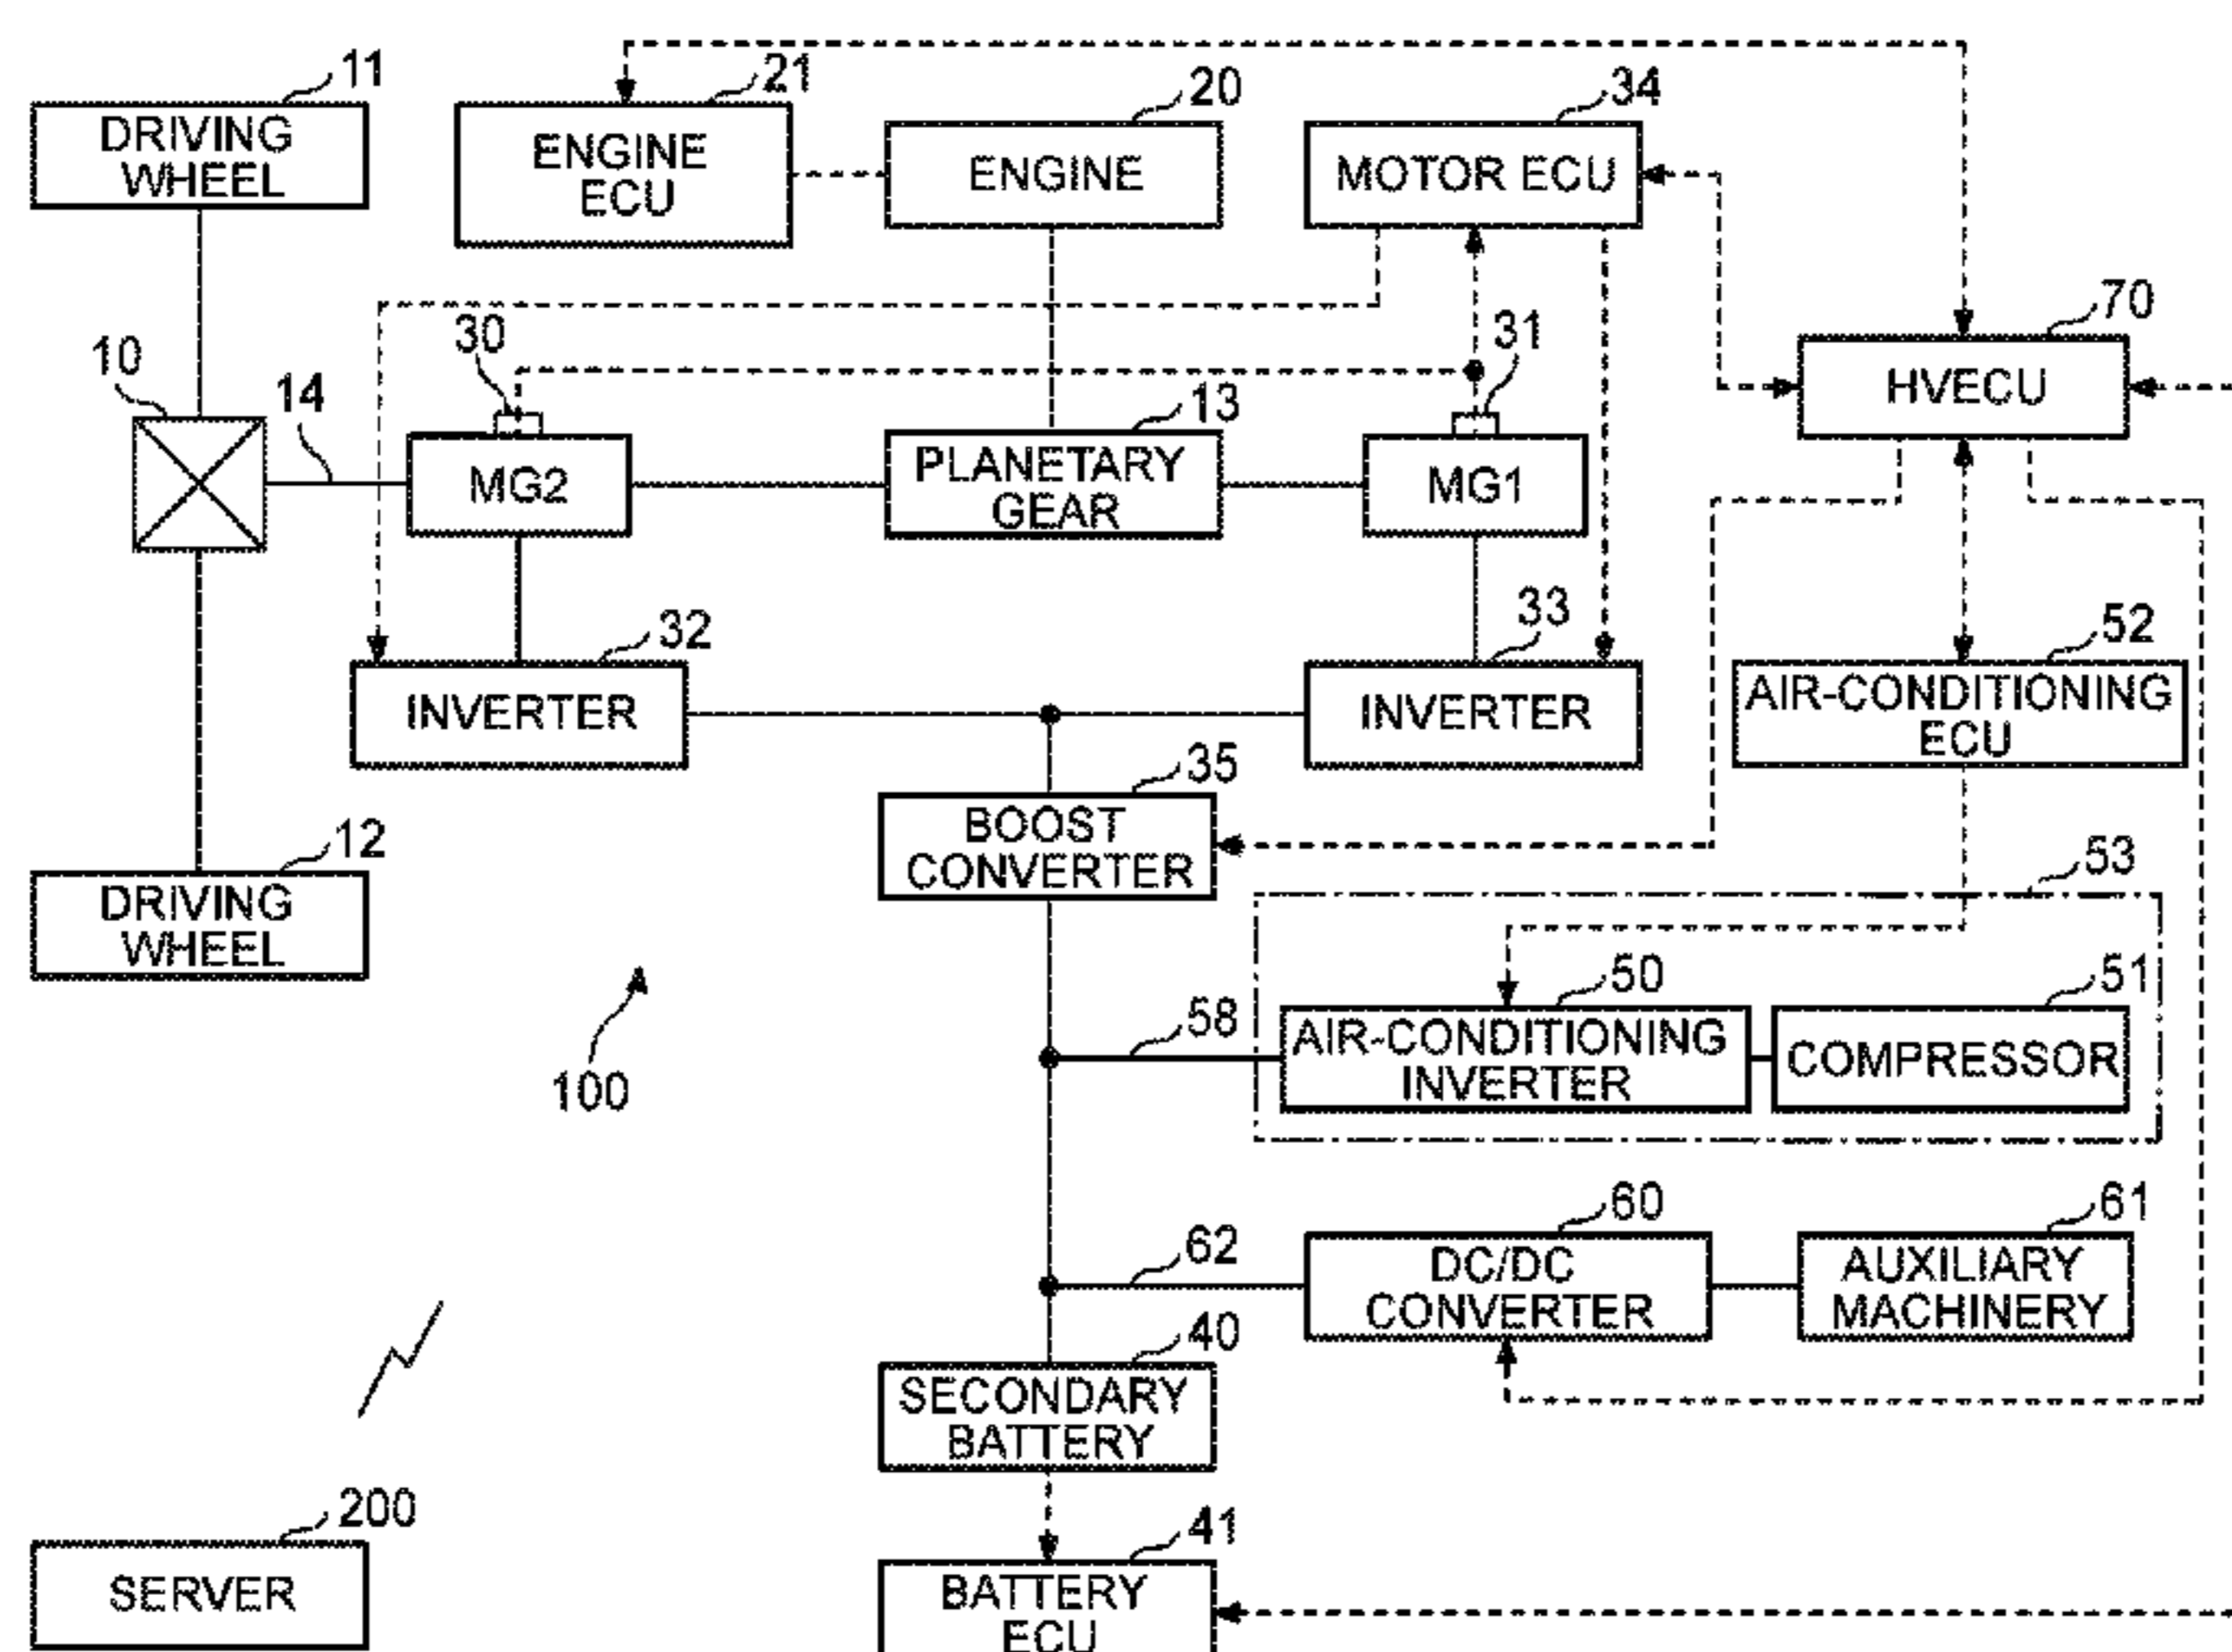 11
21
20
34
DRIVING
WHEEL
ENGINE
ECU
ENGINE
MOTOR ECU
70
10
14
30
31
13
HVECU
MG2
PLANETARY
GEAR
MG1
32
33
52
INVERTER
INVERTER
AIR-CONDITIONING
ECU
35
BOOST
CONVERTER
12
53
DRIVING
WHEEL
50
51
58
AIR-CONDITIONING
INVERTER
COMPRESSOR
100
60
61
62
DC/DC
CONVERTER
AUXILIARY
MACHINERY
40
SECONDARY
BATTERY
200
41
SERVER
BATTERY
ECU